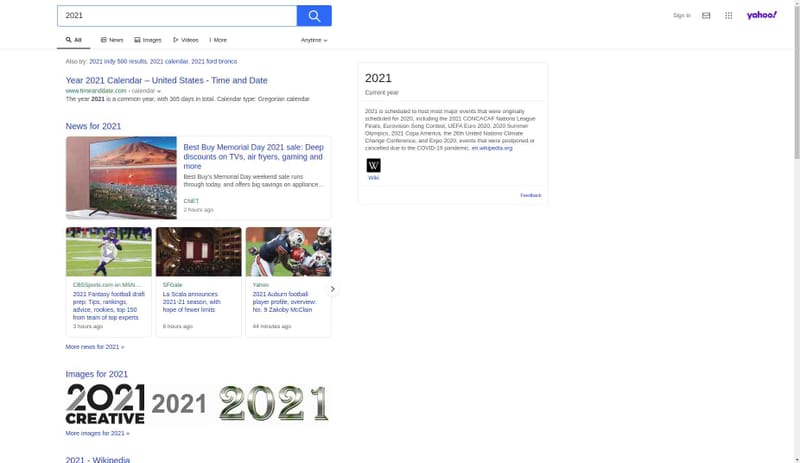 2021
Sign in
yahoo!
All
News
Images
Videos
More
Anytime
Also try: 2021 indy 500 results, 2021 calendar, 2021 ford bronco
Year 2021 Calendar – United States - Time and Date
www.timeanddate.com › calendar
The year 2021 is a common year, with 365 days in total. Calendar type: Gregorian calendar
News for 2021
Best Buy Memorial Day 2021 sale: Deep
discounts on TVs, air fryers, gaming and
more
Best Buy's Memorial Day weekend sale runs
through today, and offers big savings on appliance...
CNET
2 hours ago
CBSSports.com on MSN...
2021 Fantasy football draft
prep: Tips, rankings,
advice, rookies, top 150
from team of top experts
3 hours ago
SFGate
La Scala announces
2021-21 season, with
hope of fewer limits
6 hours ago
Yahoo
2021 Auburn football
player profile, overview:
No. 9 Zakoby McClain
44 minutes ago
More news for 2021 »
Images for 2021
2021
CREATIVE
2021
2021
More images for 2021 »
2021 - Wikipedia
2021
Current year
2021 is scheduled to host most major events that were originally
scheduled for 2020, including the 2021 CONCACAF Nations League
Finals, Eurovision Song Contest, UEFA Euro 2020, 2020 Summer
Olympics, 2021 Copa America, the 26th United Nations Climate
Change Conference, and Expo 2020, events that were postponed or
cancelled due to the COVID-19 pandemic. en.wikipedia.org
W
Wiki
Feedback